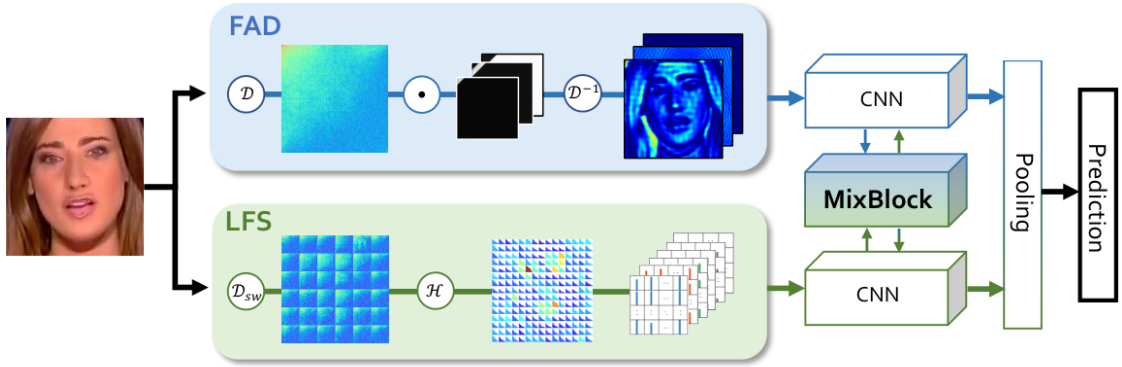 FAD
𝒟
•
𝒟⁻¹
CNN
MixBlock
LFS
𝒟sw
ℋ
CNN
Pooling
Prediction